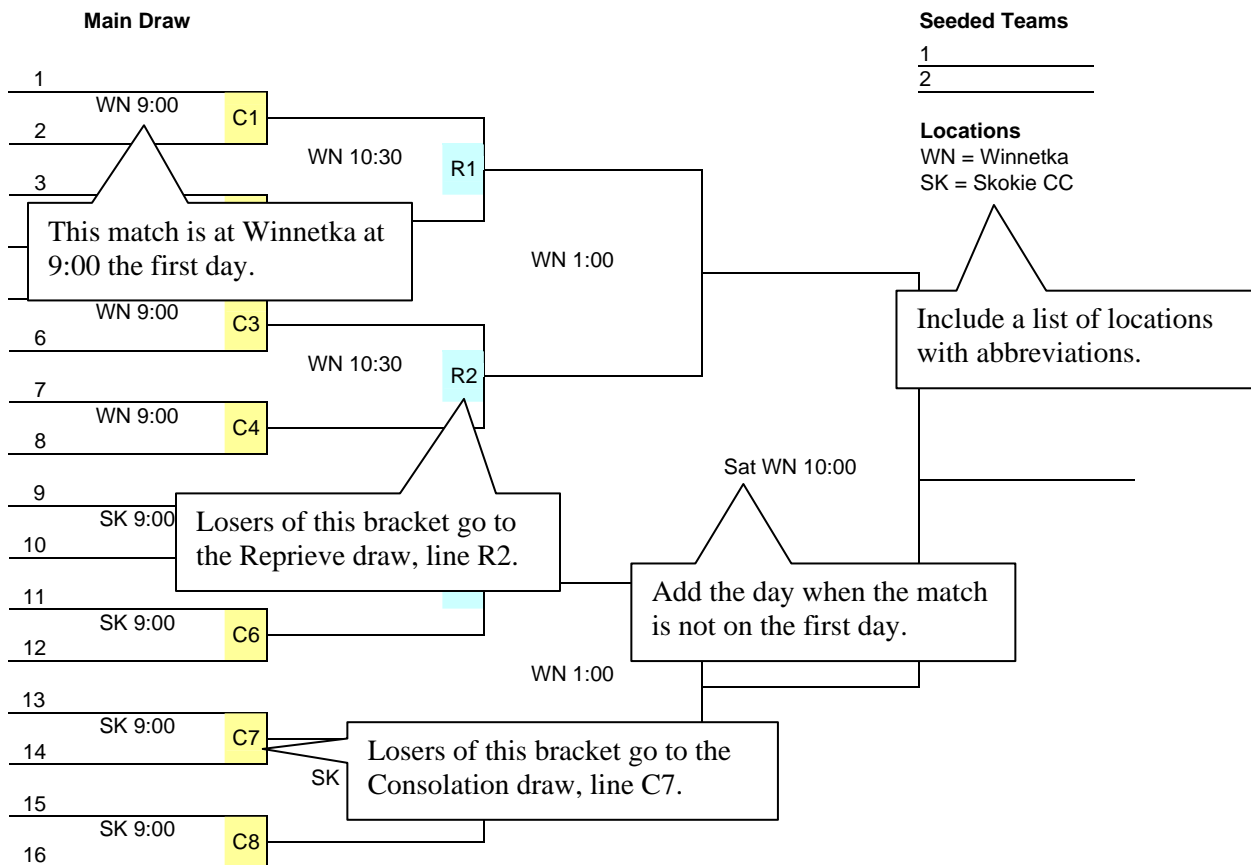 Main Draw
Seeded Teams
1
2
1
WN 9:00
C1
2
WN 10:30
R1
Locations
WN = Winnetka
SK = Skokie CC
3
This match is at Winnetka at
9:00 the first day.
WN 1:00
Include a list of locations
with abbreviations.
WN 9:00
C3
6
WN 10:30
R2
7
WN 9:00
C4
8
Sat WN 10:00
9
SK 9:00
10
Losers of this bracket go to
the Reprieve draw, line R2.
Add the day when the match
is not on the first day.
11
SK 9:00
C6
12
WN 1:00
13
SK 9:00
C7
14
Losers of this bracket go to the
Consolation draw, line C7.
SK
15
SK 9:00
C8
16